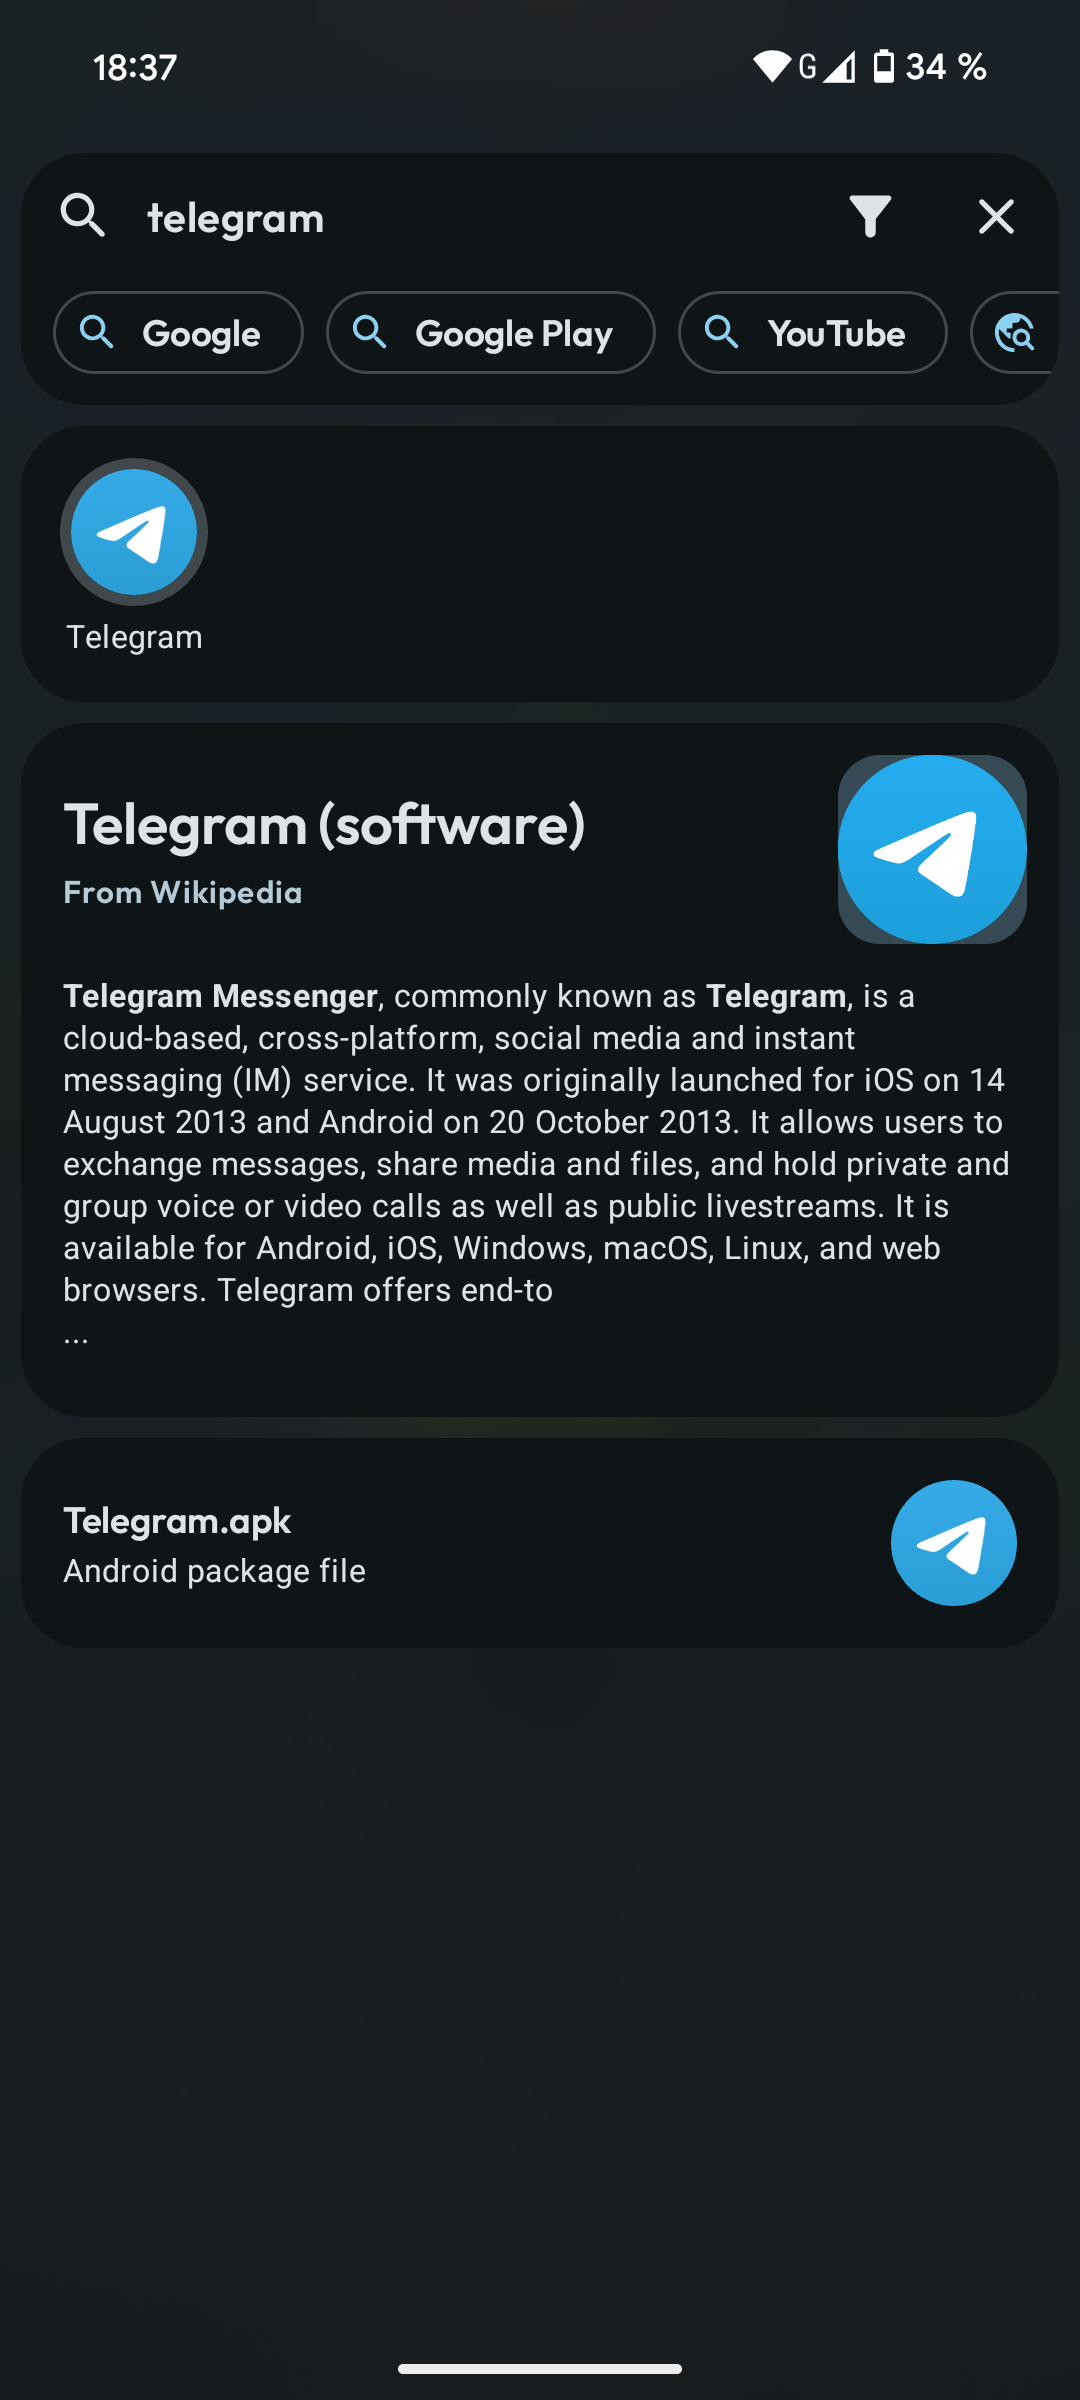 18:37
G 34 %
telegram
Google
Google Play
YouTube
Telegram
Telegram (software)
From Wikipedia
Telegram Messenger, commonly known as Telegram, is a
cloud-based, cross-platform, social media and instant
messaging (IM) service. It was originally launched for iOS on 14
August 2013 and Android on 20 October 2013. It allows users to
exchange messages, share media and files, and hold private and
group voice or video calls as well as public livestreams. It is
available for Android, iOS, Windows, macOS, Linux, and web
browsers. Telegram offers end-to
...
Telegram.apk
Android package file